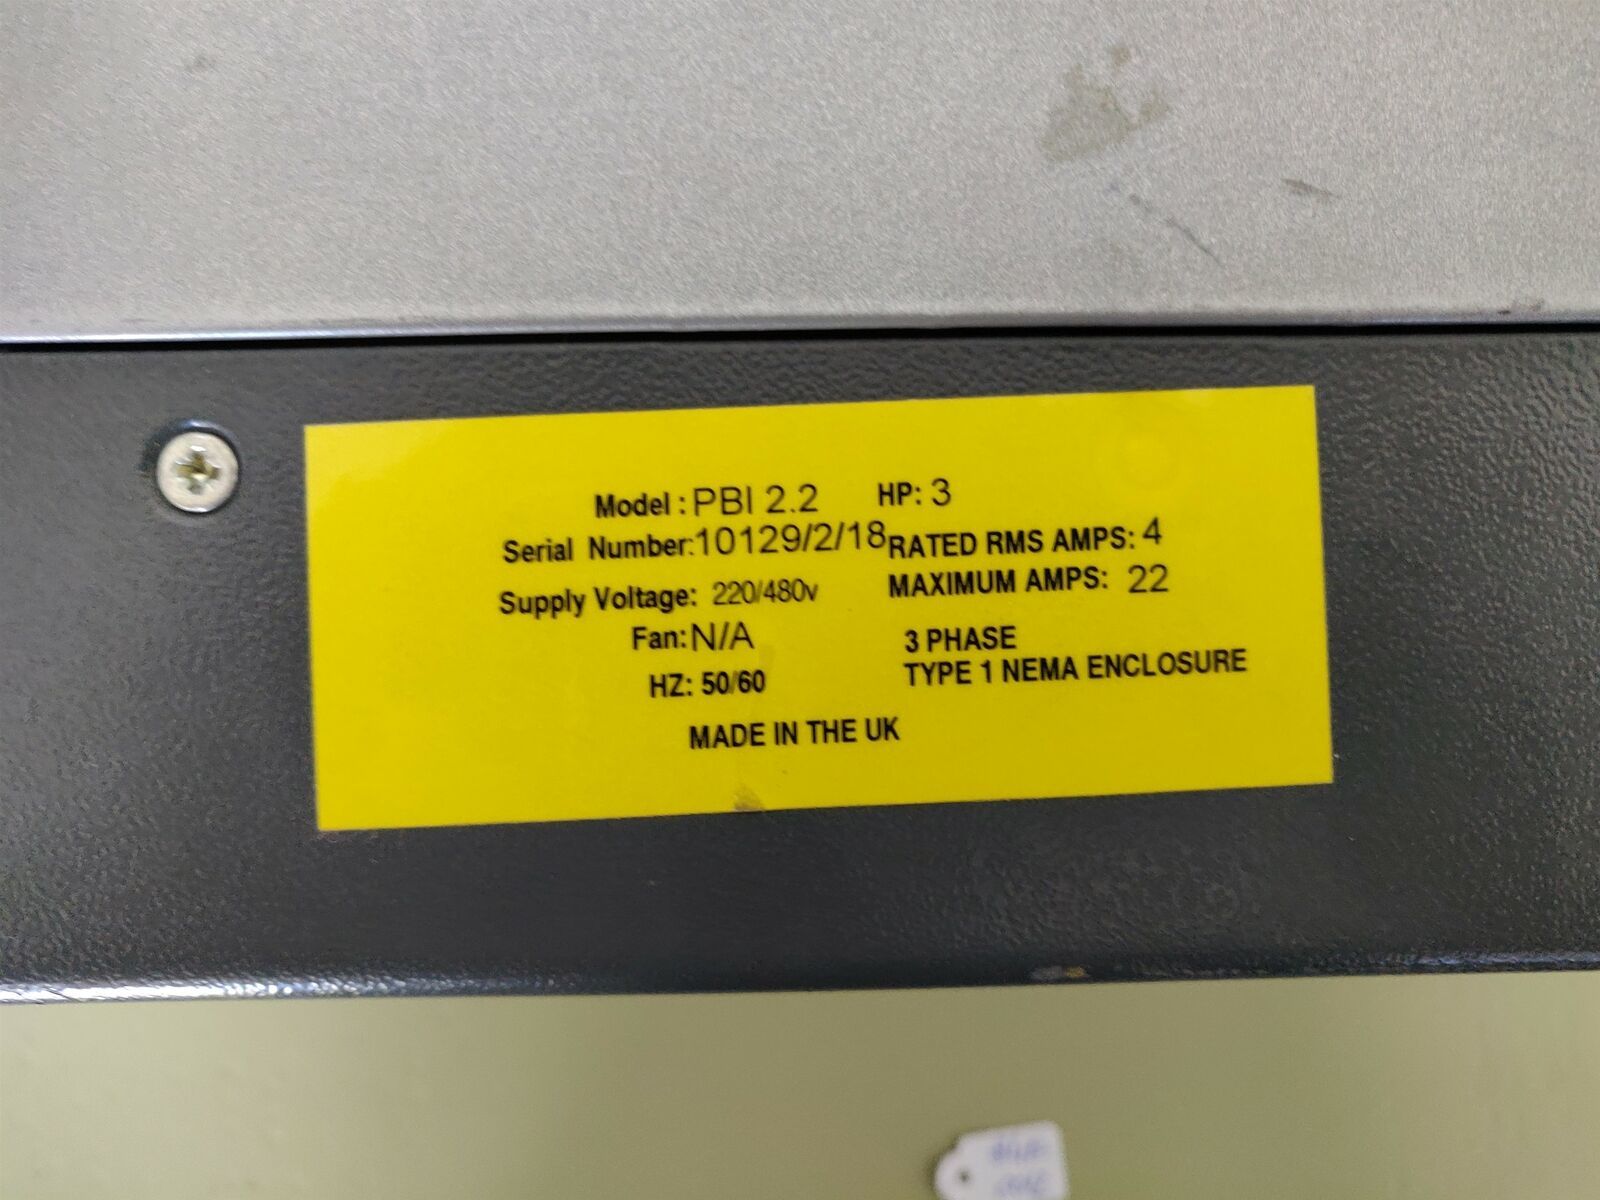 Model : PBI 2.2 HP: 3
Serial Number:10129/2/18 RATED RMS AMPS: 4
Supply Voltage: 220/480v MAXIMUM AMPS: 22
Fan:N/A 3 PHASE
HZ: 50/60 TYPE 1 NEMA ENCLOSURE
MADE IN THE UK